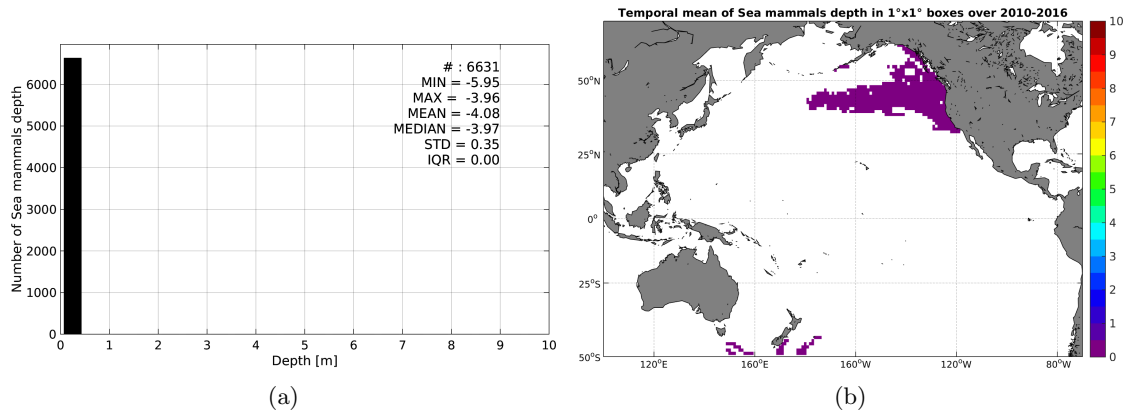 Number of Sea mammals depth
6000
5000
4000
3000
2000
1000
0
# : 6631
MIN = -5.95
MAX = -3.96
MEAN = -4.08
MEDIAN = -3.97
STD = 0.35
IQR = 0.00
0 1 2 3 4 5 6 7 8 9 10
Depth [m]
(a)
Temporal mean of Sea mammals depth in 1°x1° boxes over 2010-2016
50°N
25°N
0°
25°S
50°S
120°E 160°E 160°W 120°W 80°W
10
9
8
7
6
5
4
3
2
1
0
(b)